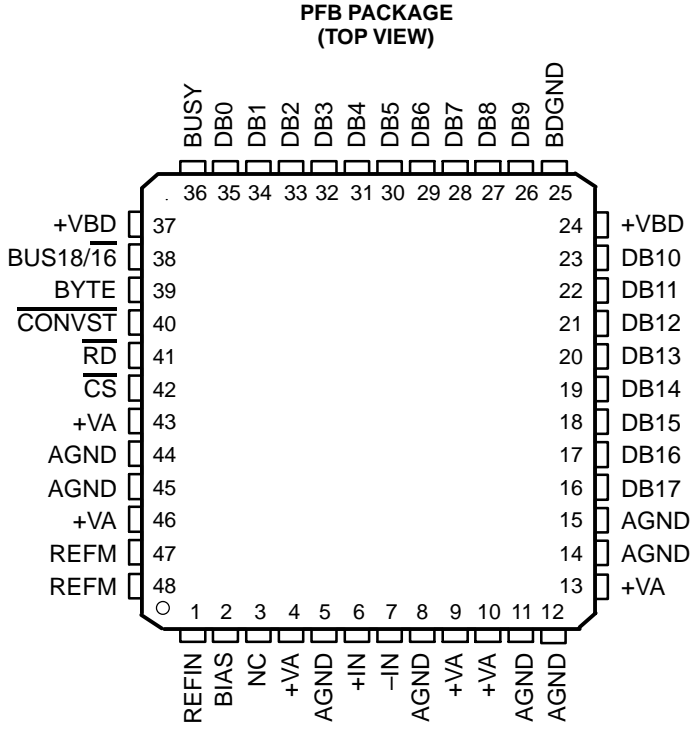 PFB PACKAGE
(TOP VIEW)
BUSY DB0 DB1 DB2 DB3 DB4 DB5 DB6 DB7 DB8 DB9 BDGND
36 35 34 33 32 31 30 29 28 27 26 25
+VBD 37 24 +VBD
BUS18/1̅6̅ 38 23 DB10
BYTE 39 22 DB11
C̅O̅N̅V̅S̅T̅ 40 21 DB12
R̅D̅ 41 20 DB13
C̅S̅ 42 19 DB14
+VA 43 18 DB15
AGND 44 17 DB16
AGND 45 16 DB17
+VA 46 15 AGND
REFM 47 14 AGND
REFM 48 13 +VA
1 2 3 4 5 6 7 8 9 10 11 12
REFIN BIAS NC +VA AGND +IN –IN AGND +VA +VA AGND AGND